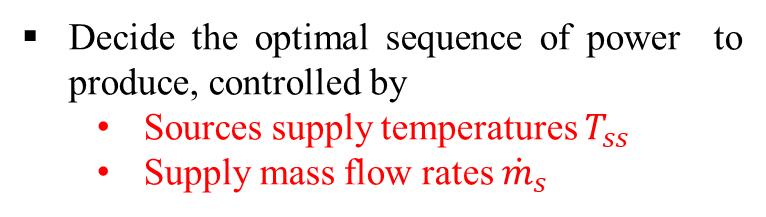 ▪ Decide the optimal sequence of power to
produce, controlled by
• Sources supply temperatures 𝑇𝑠𝑠
• Supply mass flow rates 𝑚̇𝑠